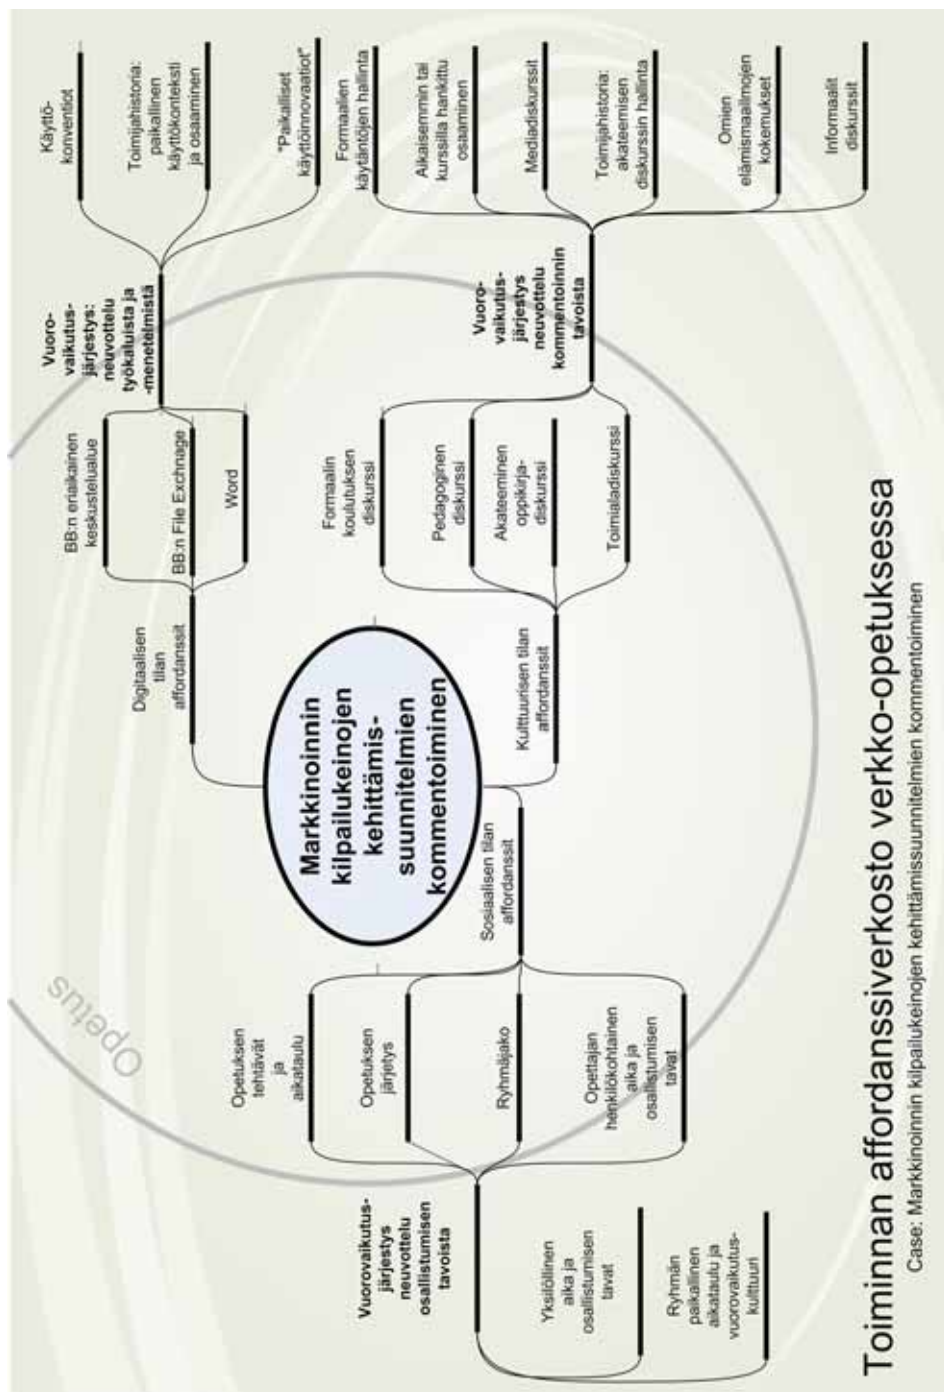 Opetus
Markkinoinnin
kilpailukeinojen
kehittämis-
suunnitelmien
kommentoiminen
Digitaalisen
tilan
affordanssit
BB:n eriaikainen
keskustelualue
BB:n File Exchnage
Word
Vuoro-
vaikutus-
järjestys:
neuvottelu
työkaluista ja
-menetelmistä
Käyttö-
konventiot
Toimijahistoria:
paikallinen
käyttökonteksti
ja osaaminen
"Paikalliset
käyttöinnovaatiot"
Kulttuurisen tilan
affordanssit
Formaalin
koulutuksen
diskurssi
Pedagoginen
diskurssi
Akateeminen
oppikirja-
diskurssi
Toimialadiskurssi
Vuoro-
vaikutus-
järjestys
neuvottelu
kommentoinnin
tavoista
Formaalien
käytäntöjen hallinta
Aikaisemmin tai
kurssilla hankittu
osaaminen
Mediadiskurssit
Toimijahistoria:
akateemisen
diskurssin hallinta
Omien
elämismaailmojen
kokemukset
Informaalit
diskurssit
Sosiaalisen tilan
affordanssit
Opetuksen
tehtävät
ja
aikataulu
Opetuksen
järjetys
Ryhmäjako
Opettajan
henkilökohtainen
aika ja
osallistumisen
tavat
Vuorovaikutus-
järjestys
neuvottelu
osallistumisen
tavoista
Yksilöllinen
aika ja
osallistumisen
tavat
Ryhmän
paikallinen
aikataulu ja
vuorovaikutus-
kulttuuri
Toiminnan affordanssiverkosto verkko-opetuksessa
Case: Markkinoinnin kilpailukeinojen kehittämissuunnitelmien kommentoiminen